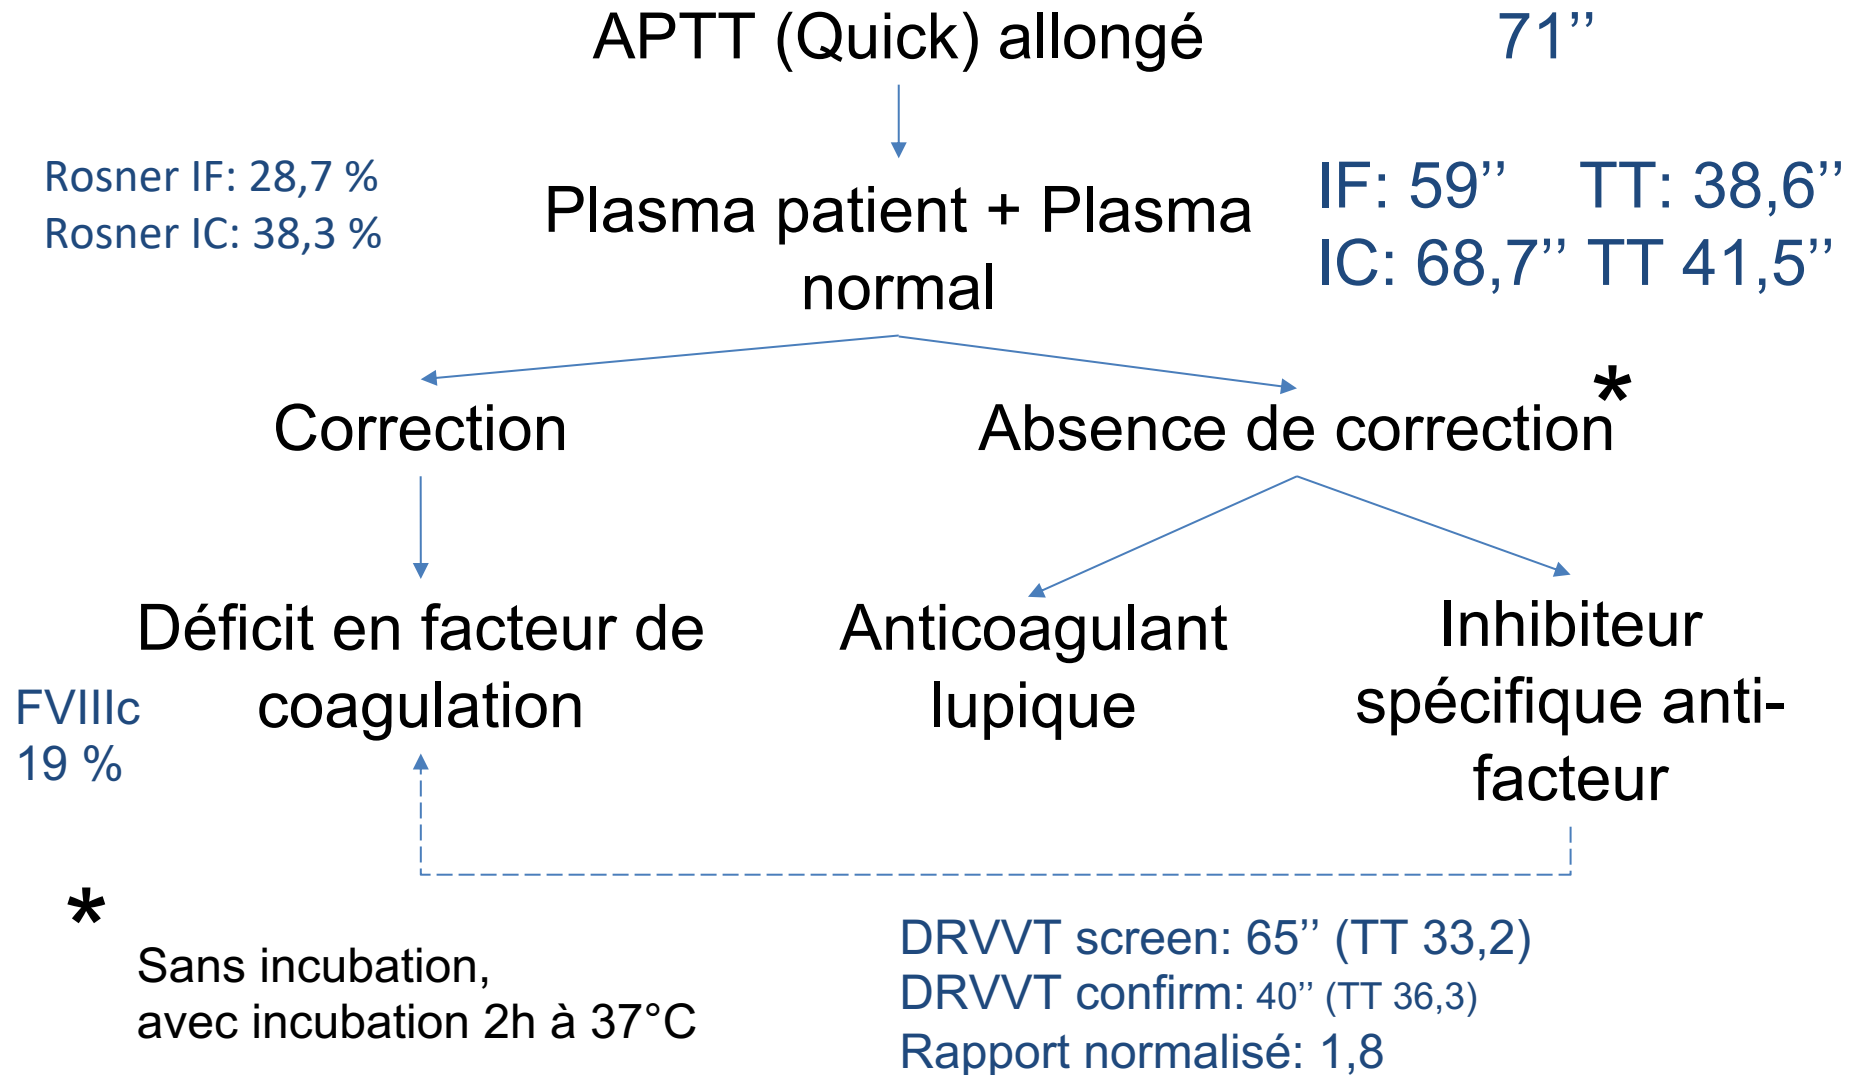 APTT (Quick) allongé
71’’
Rosner IF: 28,7 %
Rosner IC: 38,3 %
Plasma patient + Plasma
normal
IF: 59’’ TT: 38,6’’
IC: 68,7’’ TT 41,5’’
Correction
Absence de correction*
Déficit en facteur de
coagulation
FVIIIc
19 %
Anticoagulant
lupique
Inhibiteur
spécifique anti-
facteur
*
Sans incubation,
avec incubation 2h à 37°C
DRVVT screen: 65’’ (TT 33,2)
DRVVT confirm: 40’’ (TT 36,3)
Rapport normalisé: 1,8